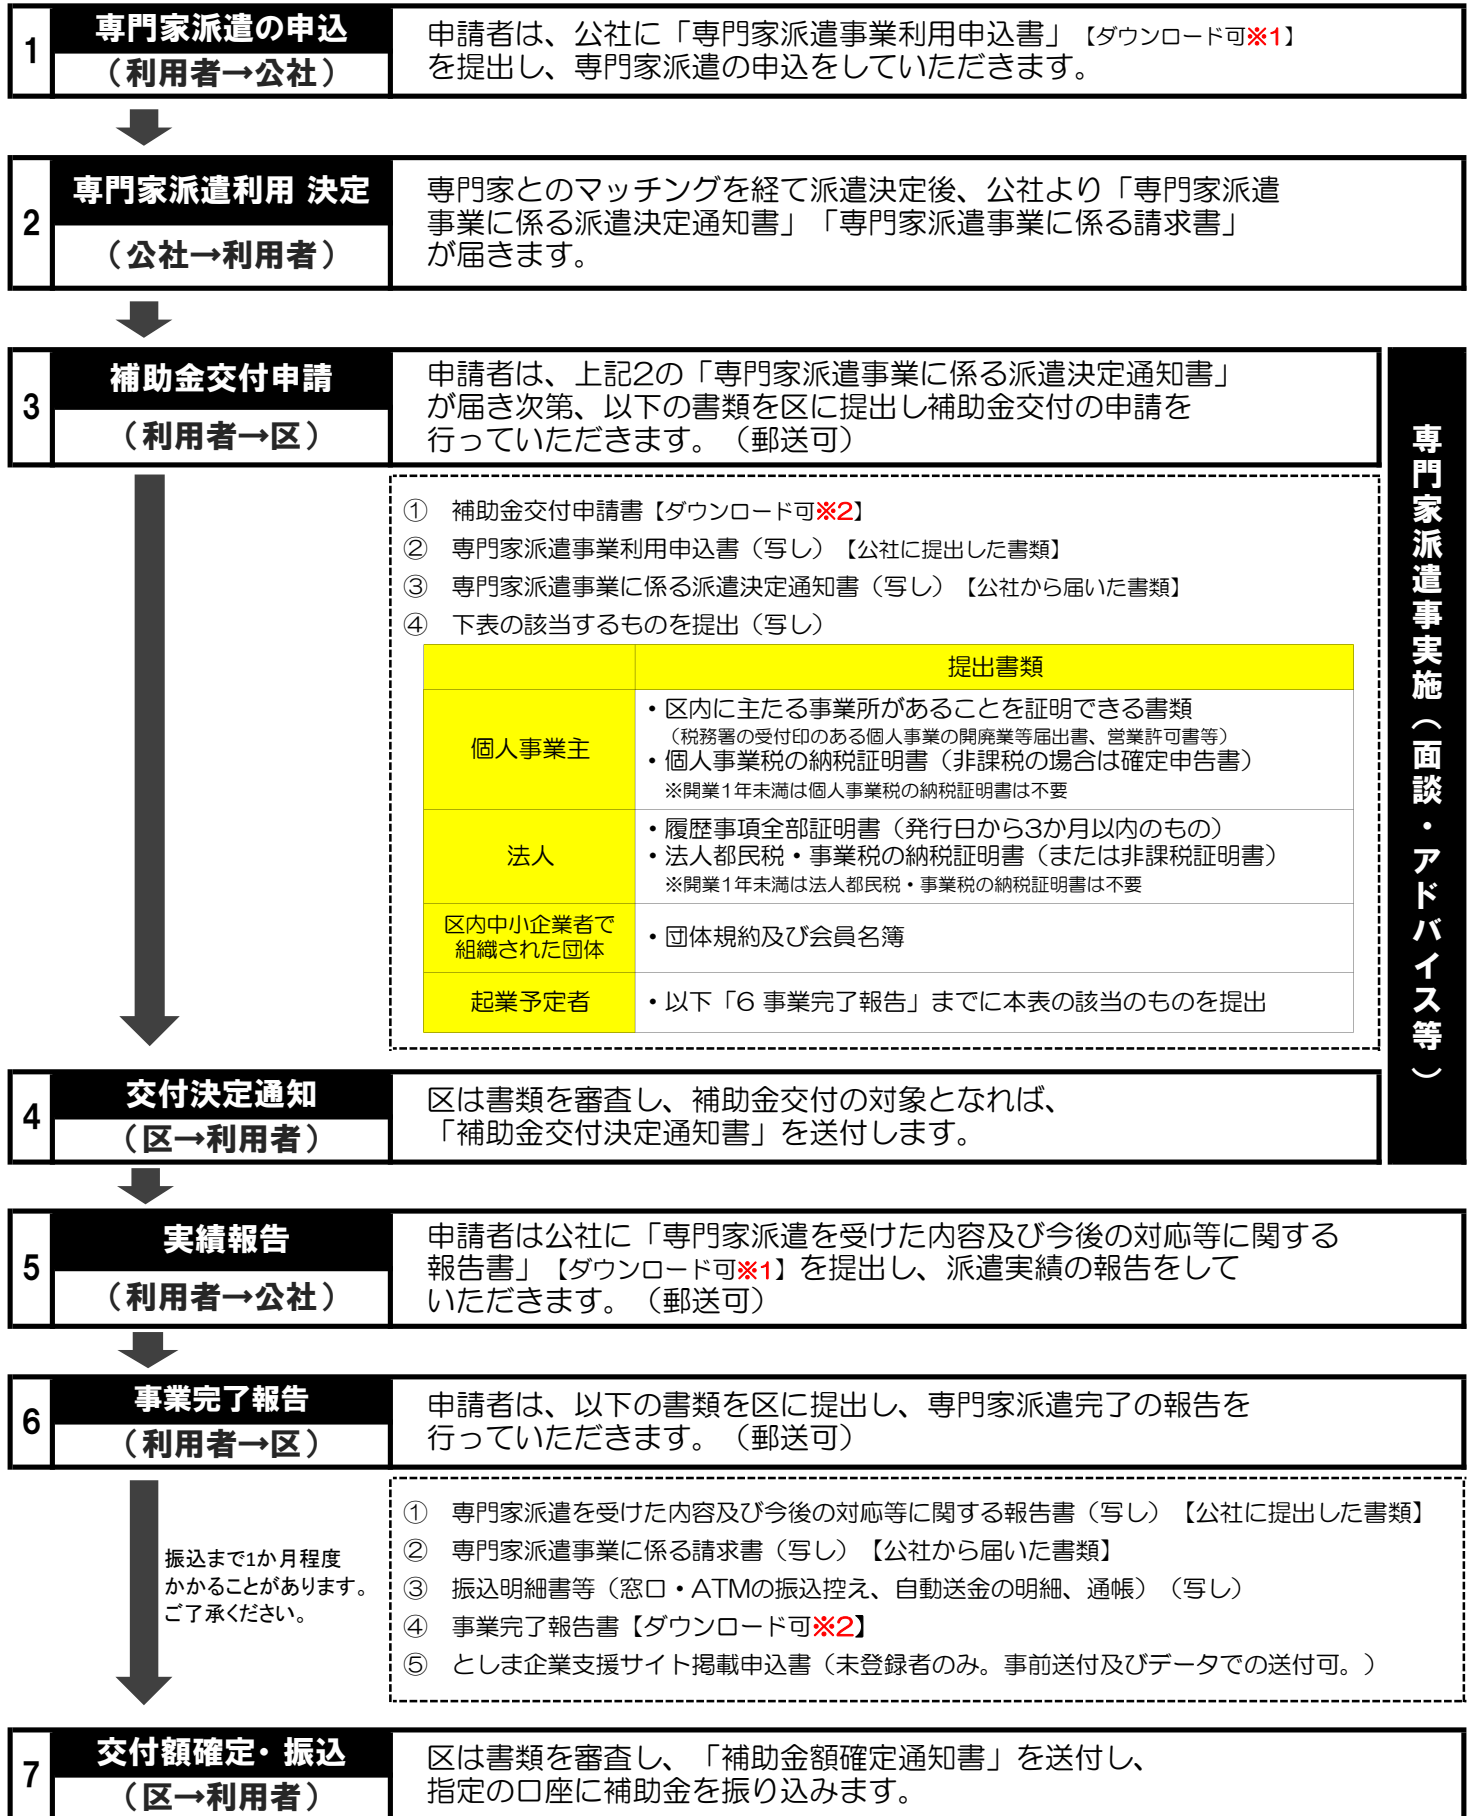 1
専門家派遣の申込
（利用者→公社）
申請者は、公社に「専門家派遣事業利用申込書」【ダウンロード可※1】
を提出し、専門家派遣の申込をしていただきます。
2
専門家派遣利用 決定
（公社→利用者）
専門家とのマッチングを経て派遣決定後、公社より「専門家派遣
事業に係る派遣決定通知書」「専門家派遣事業に係る請求書」
が届きます。
3
補助金交付申請
（利用者→区）
申請者は、上記2の「専門家派遣事業に係る派遣決定通知書」
が届き次第、以下の書類を区に提出し補助金交付の申請を
行っていただきます。（郵送可）
① 補助金交付申請書【ダウンロード可※2】
② 専門家派遣事業利用申込書（写し）【公社に提出した書類】
③ 専門家派遣事業に係る派遣決定通知書（写し）【公社から届いた書類】
④ 下表の該当するものを提出（写し）
提出書類
個人事業主
・区内に主たる事業所があることを証明できる書類
（税務署の受付印のある個人事業の開廃業等届出書、営業許可書等）
・個人事業税の納税証明書（非課税の場合は確定申告書）
※開業1年未満は個人事業税の納税証明書は不要
法人
・履歴事項全部証明書（発行日から3か月以内のもの）
・法人都民税・事業税の納税証明書（または非課税証明書）
※開業1年未満は法人都民税・事業税の納税証明書は不要
区内中小企業者で
組織された団体
・団体規約及び会員名簿
起業予定者
・以下「6 事業完了報告」までに本表の該当のものを提出
専門家派遣事実施（面談・アドバイス等）
4
交付決定通知
（区→利用者）
区は書類を審査し、補助金交付の対象となれば、
「補助金交付決定通知書」を送付します。
5
実績報告
（利用者→公社）
申請者は公社に「専門家派遣を受けた内容及び今後の対応等に関する
報告書」【ダウンロード可※1】を提出し、派遣実績の報告をして
いただきます。（郵送可）
6
事業完了報告
（利用者→区）
申請者は、以下の書類を区に提出し、専門家派遣完了の報告を
行っていただきます。（郵送可）
振込まで1か月程度
かかることがあります。
ご了承ください。
① 専門家派遣を受けた内容及び今後の対応等に関する報告書（写し）【公社に提出した書類】
② 専門家派遣事業に係る請求書（写し）【公社から届いた書類】
③ 振込明細書等（窓口・ATMの振込控え、自動送金の明細、通帳）（写し）
④ 事業完了報告書【ダウンロード可※2】
⑤ としま企業支援サイト掲載申込書（未登録者のみ。事前送付及びデータでの送付可。）
7
交付額確定・振込
（区→利用者）
区は書類を審査し、「補助金額確定通知書」を送付し、
指定の口座に補助金を振り込みます。